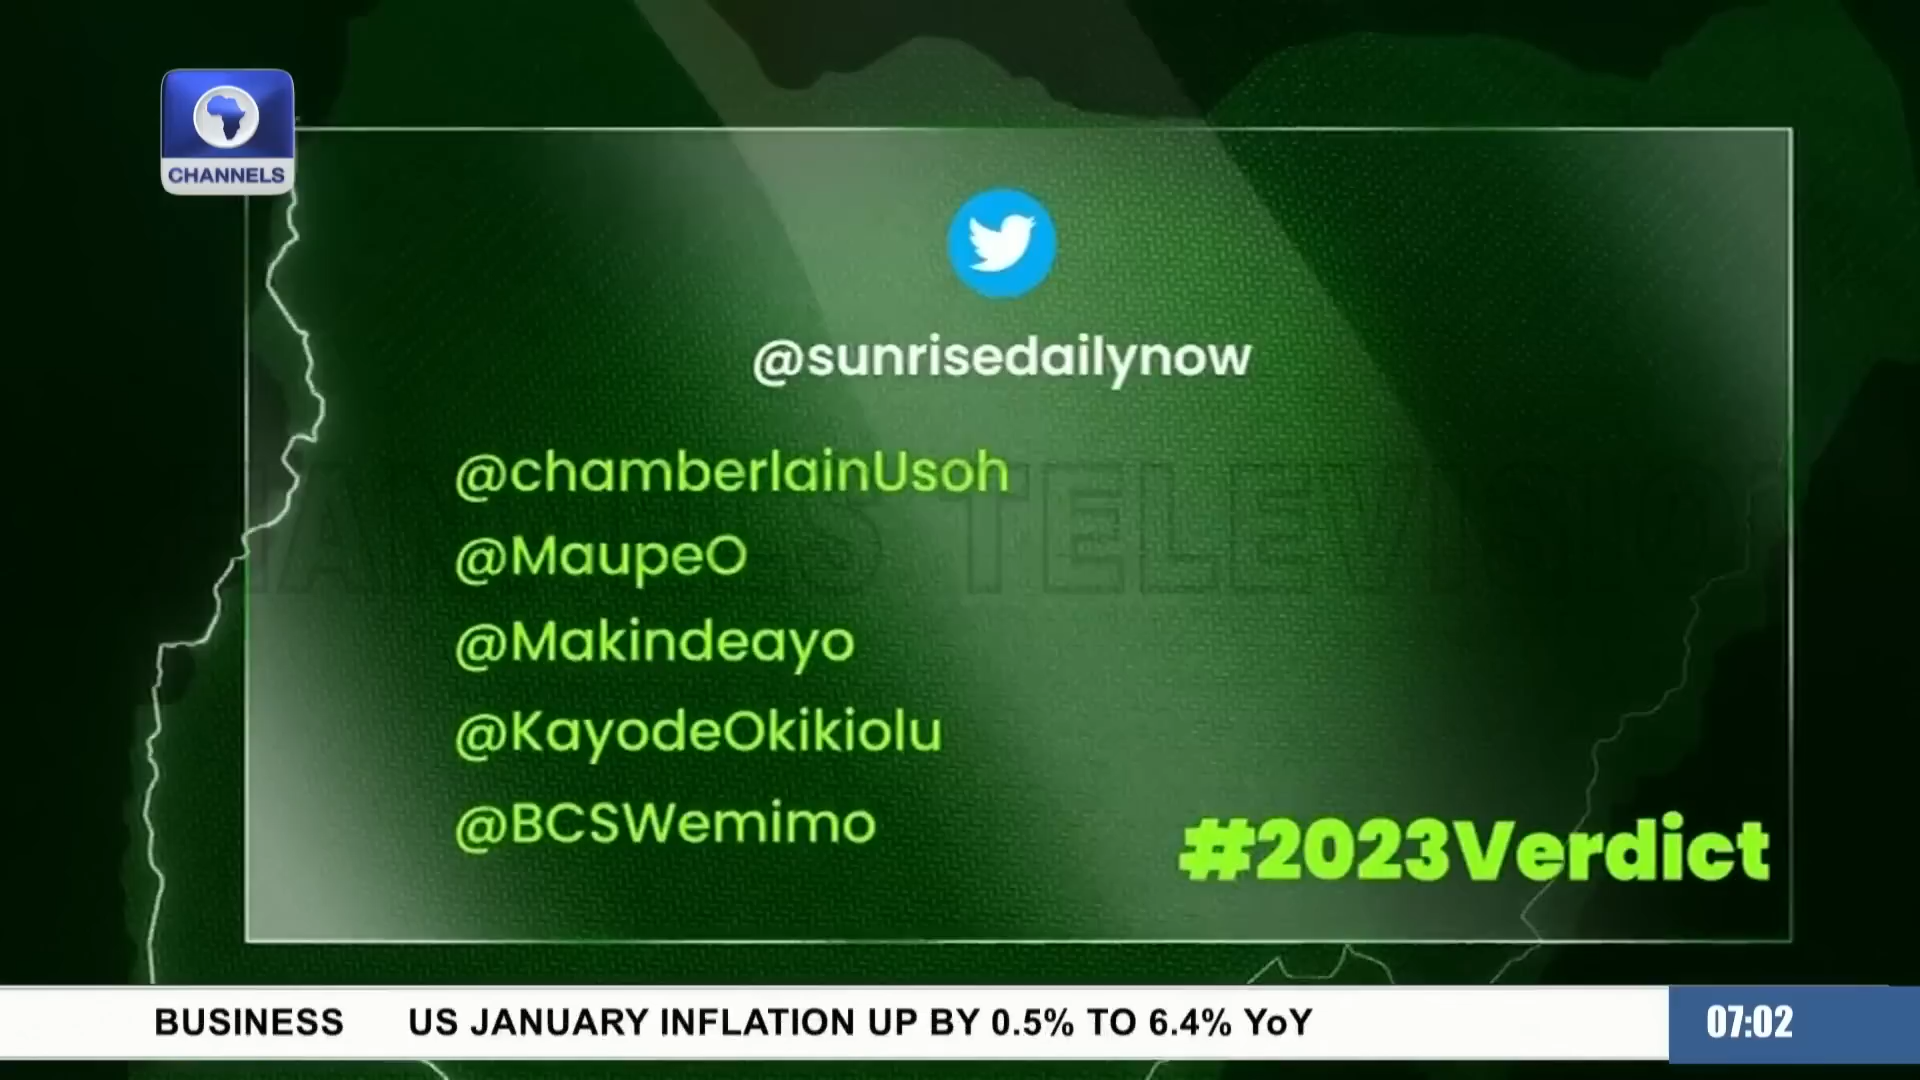 CHANNELS
@sunrisedailynow
@chamberlainUsoh
@MaupeO
@Makindeayo
@KayodeOkikiolu
@BCSWemimo
#2023Verdict
BUSINESS US JANUARY INFLATION UP BY 0.5% TO 6.4% YoY
07:02